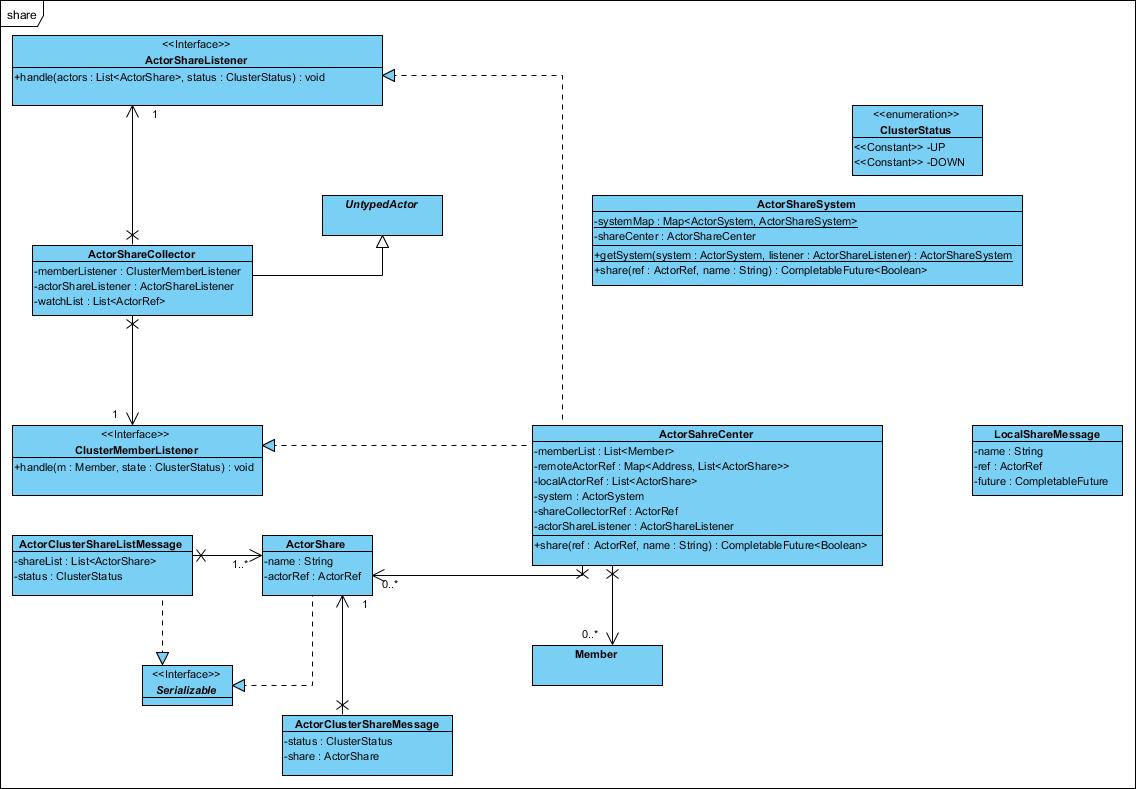 share
<<Interface>>
ActorShareListener
+handle(actors : List<ActorShare>, status : ClusterStatus) : void
1
<<enumeration>>
ClusterStatus
<<Constant>> -UP
<<Constant>> -DOWN
UntypedActor
ActorShareSystem
-systemMap : Map<ActorSystem, ActorShareSystem>
-shareCenter : ActorShareCenter
+getSystem(system : ActorSystem, listener : ActorShareListener) : ActorShareSystem
+share(ref : ActorRef, name : String) : CompletableFuture<Boolean>
ActorShareCollector
-memberListener : ClusterMemberListener
-actorShareListener : ActorShareListener
-watchList : List<ActorRef>
1
<<Interface>>
ClusterMemberListener
+handle(m : Member, state : ClusterStatus) : void
ActorSahreCenter
-memberList : List<Member>
-remoteActorRef : Map<Address, List<ActorShare>>
-localActorRef : List<ActorShare>
-system : ActorSystem
-shareCollectorRef : ActorRef
-actorShareListener : ActorShareListener
+share(ref : ActorRef, name : String) : CompletableFuture<Boolean>
LocalShareMessage
-name : String
-ref : ActorRef
-future : CompletableFuture
ActorClusterShareListMessage
-shareList : List<ActorShare>
-status : ClusterStatus
1..*
ActorShare
-name : String
-actorRef : ActorRef
0..*
1
0..*
Member
<<Interface>>
Serializable
ActorClusterShareMessage
-status : ClusterStatus
-share : ActorShare